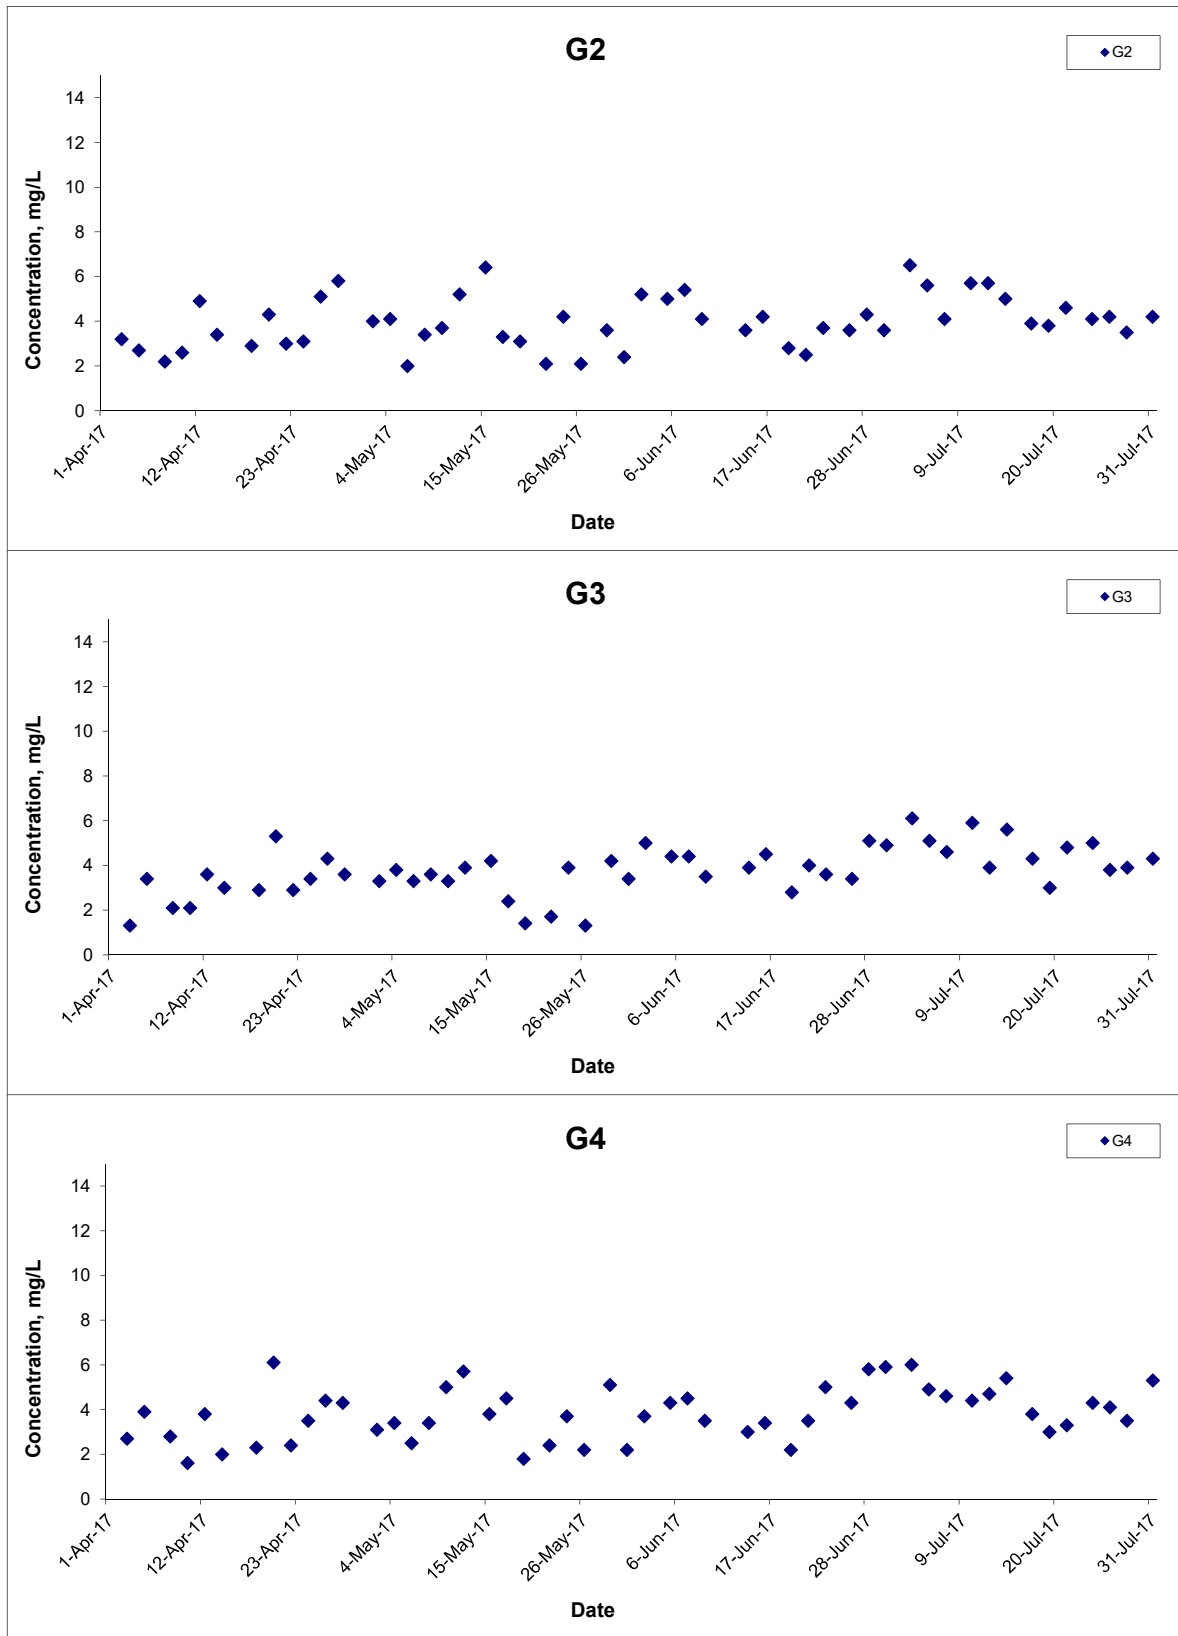 G2
G2
14
12
10
8
6
4
2
0
Concentration, mg/L
1-Apr-17
12-Apr-17
23-Apr-17
4-May-17
15-May-17
26-May-17
6-Jun-17
17-Jun-17
28-Jun-17
9-Jul-17
20-Jul-17
31-Jul-17
Date
G3
G3
14
12
10
8
6
4
2
0
Concentration, mg/L
1-Apr-17
12-Apr-17
23-Apr-17
4-May-17
15-May-17
26-May-17
6-Jun-17
17-Jun-17
28-Jun-17
9-Jul-17
20-Jul-17
31-Jul-17
Date
G4
G4
14
12
10
8
6
4
2
0
Concentration, mg/L
1-Apr-17
12-Apr-17
23-Apr-17
4-May-17
15-May-17
26-May-17
6-Jun-17
17-Jun-17
28-Jun-17
9-Jul-17
20-Jul-17
31-Jul-17
Date